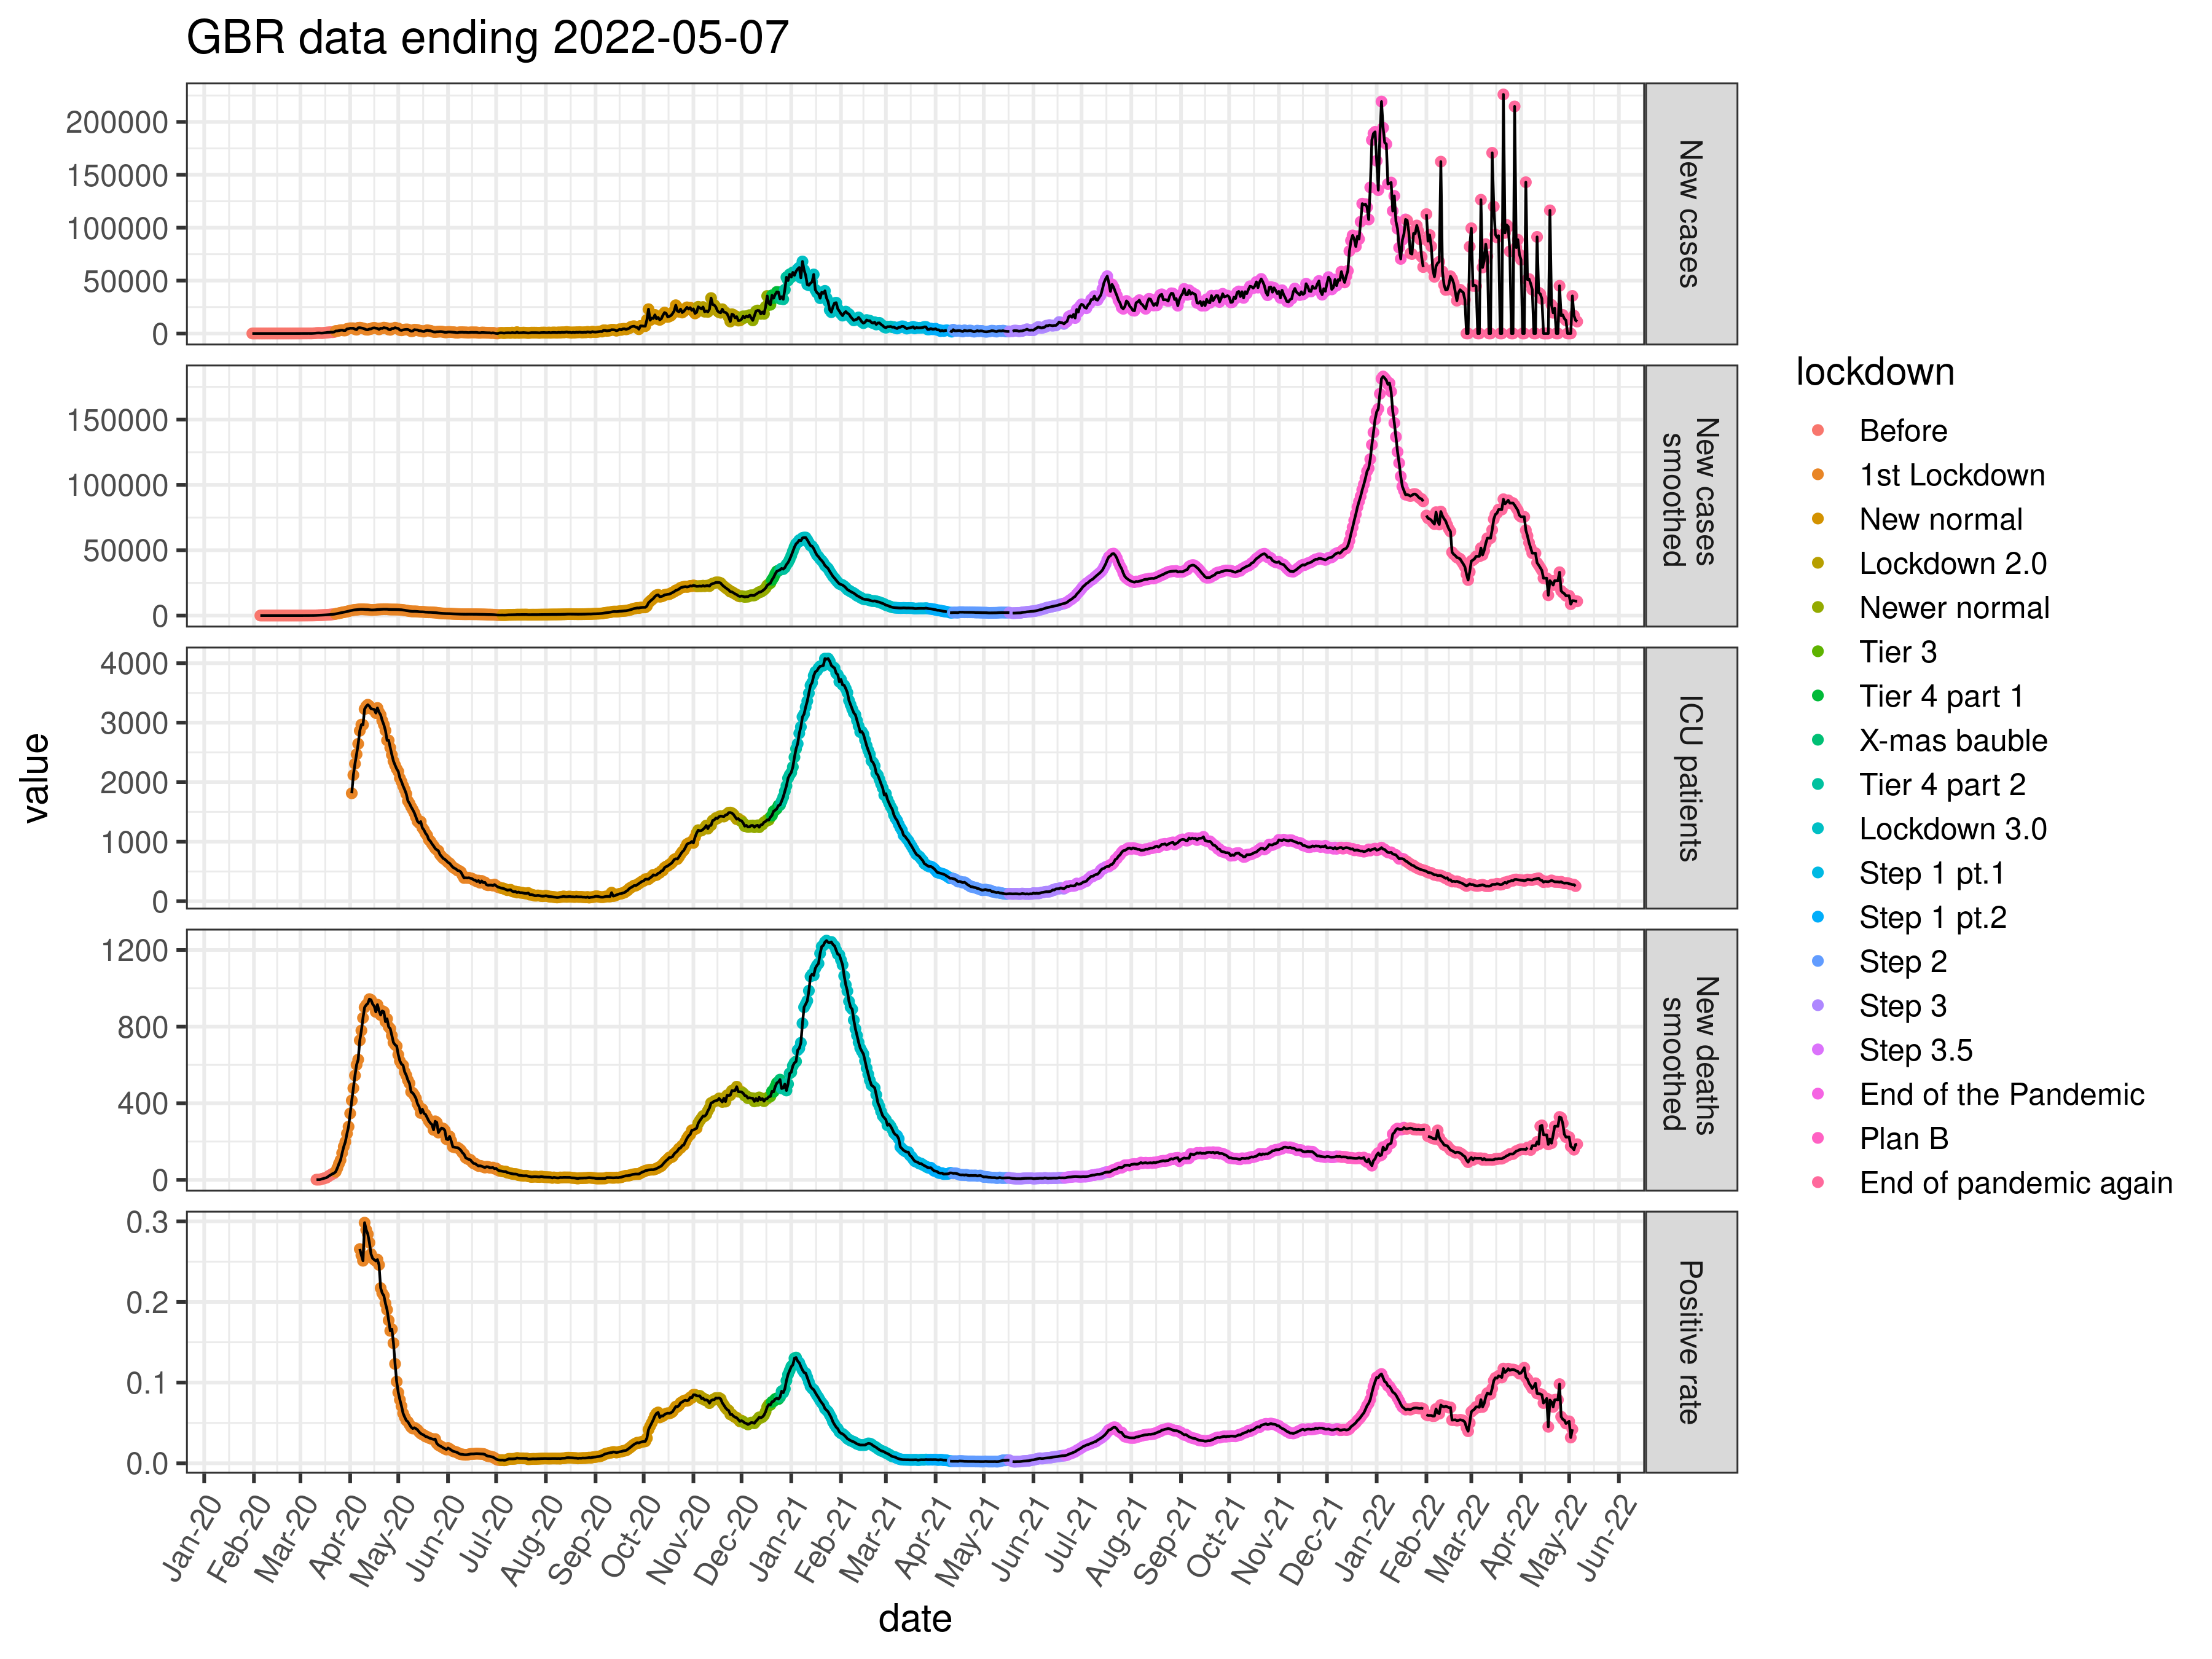 GBR data ending 2022-05-07
200000
150000
100000
50000
0
New cases
150000
100000
50000
0
New cases
smoothed
4000
3000
2000
1000
0
ICU patients
1200
800
400
0
New deaths
smoothed
0.3
0.2
0.1
0.0
Positive rate
value
Jan-20
Feb-20
Mar-20
Apr-20
May-20
Jun-20
Jul-20
Aug-20
Sep-20
Oct-20
Nov-20
Dec-20
Jan-21
Feb-21
Mar-21
Apr-21
May-21
Jun-21
Jul-21
Aug-21
Sep-21
Oct-21
Nov-21
Dec-21
Jan-22
Feb-22
Mar-22
Apr-22
May-22
Jun-22
date
lockdown
Before
1st Lockdown
New normal
Lockdown 2.0
Newer normal
Tier 3
Tier 4 part 1
X-mas bauble
Tier 4 part 2
Lockdown 3.0
Step 1 pt.1
Step 1 pt.2
Step 2
Step 3
Step 3.5
End of the Pandemic
Plan B
End of pandemic again